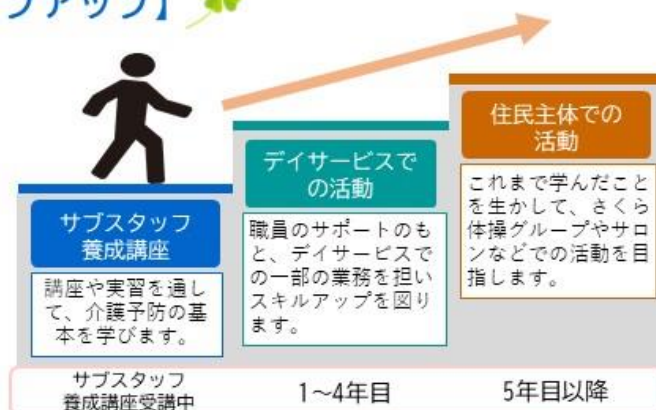 プアップ】
サブスタッフ
養成講座
講座や実習を通し
て、介護予防の基
本を学びます。
デイサービスで
の活動
職員のサポートのも
と、デイサービスで
の一部の業務を担い
スキルアップを図り
ます。
住民主体での
活動
これまで学んだこと
を生かして、さくら
体操グループやサロ
ンなどでの活動を目
指します。
サブスタッフ
養成講座受講中
1～4年目
5年目以降